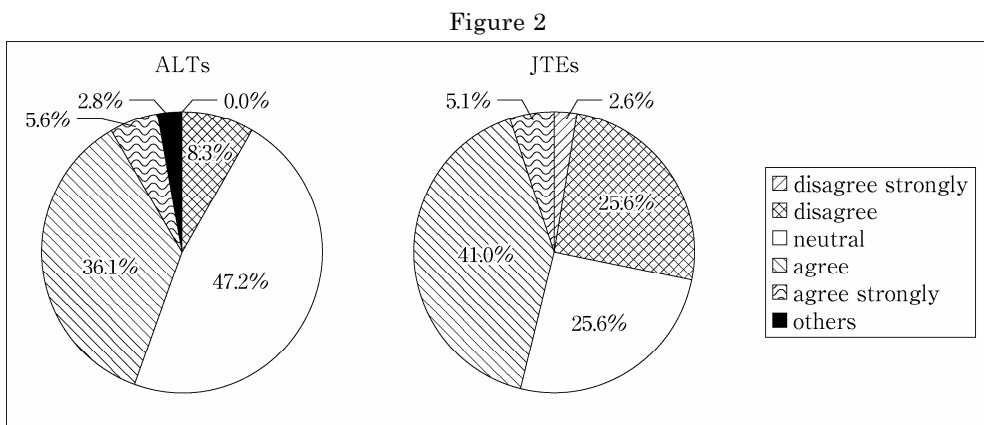 Figure 2
ALTs
JTEs
2.8%
0.0%
5.6%
8.3%
36.1%
47.2%
5.1%
2.6%
25.6%
41.0%
25.6%
disagree strongly
disagree
neutral
agree
agree strongly
others